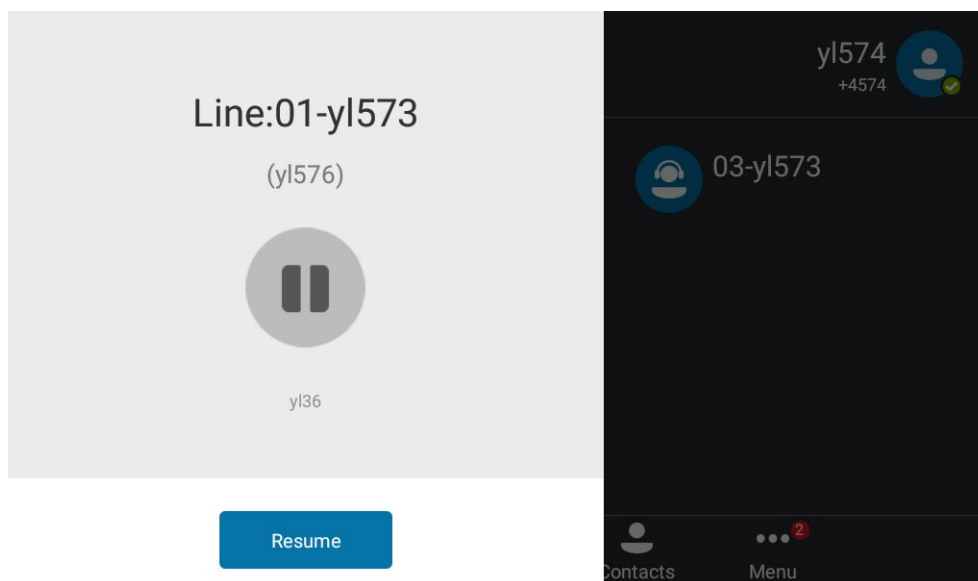 Line:01-yl573
(yl576)
yl36
Resume
yl574
+4574
03-yl573
2
Contacts
Menu